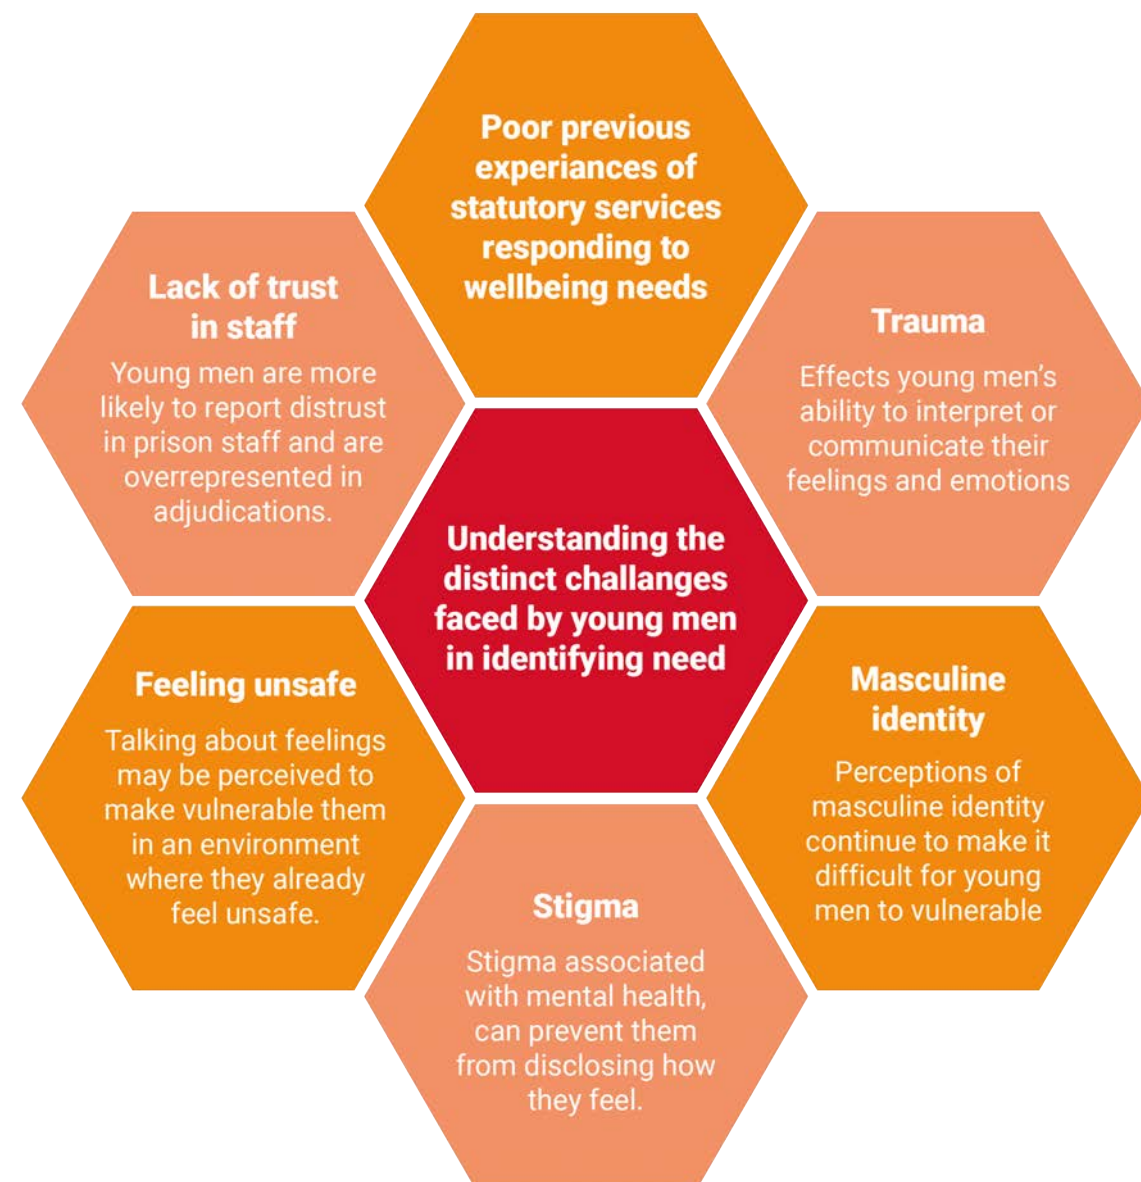 Poor previous
experiances of
statutory services
responding to
wellbeing needs
Lack of trust
in staff
Young men are more
likely to report distrust
in prison staff and are
overrepresented in
adjudications.
Trauma
Effects young men's
ability to interpret or
communicate their
feelings and emotions
Understanding the
distinct challanges
faced by young men
in identifying need
Feeling unsafe
Talking about feelings
may be perceived to
make vulnerable them
in an environment
where they already
feel unsafe.
Masculine
identity
Perceptions of
masculine identity
continue to make it
difficult for young
men to vulnerable
Stigma
Stigma associated
with mental health,
can prevent them
from disclosing how
they feel.